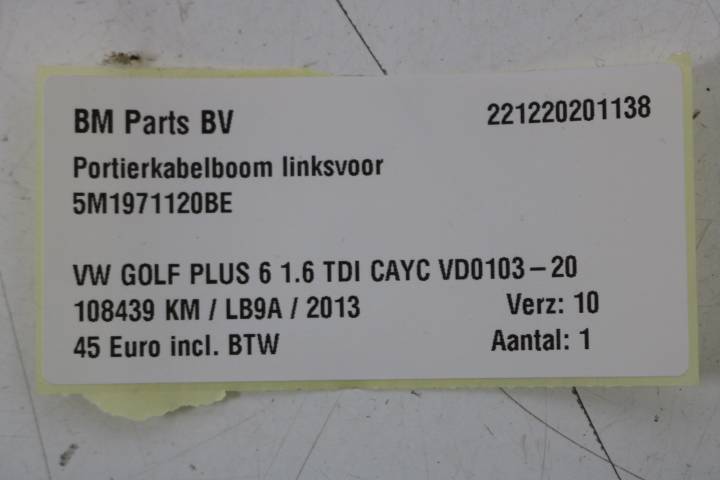 BM Parts BV 221220201138
Portierkabelboom linksvoor
5M1971120BE
VW GOLF PLUS 6 1.6 TDI CAYC VD0103-20
108439 KM / LB9A / 2013 Verz: 10
45 Euro incl. BTW Aantal: 1